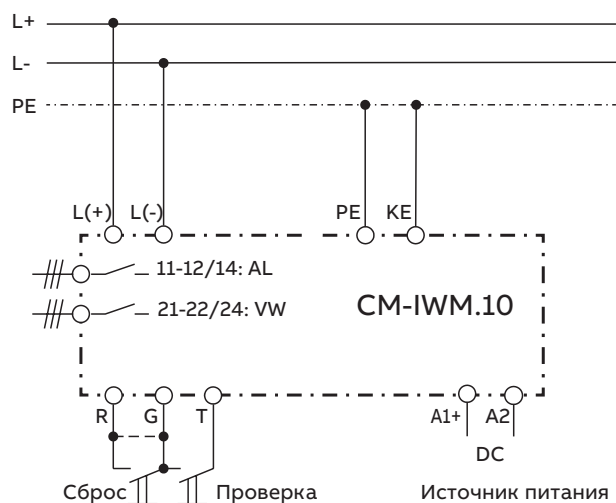 L+
L-
PE
L(+) L(-) PE KE
11-12/14: AL
21-22/24: VW
CM-IWM.10
R G T A1+ A2
DC
Сброс Проверка Источник питания